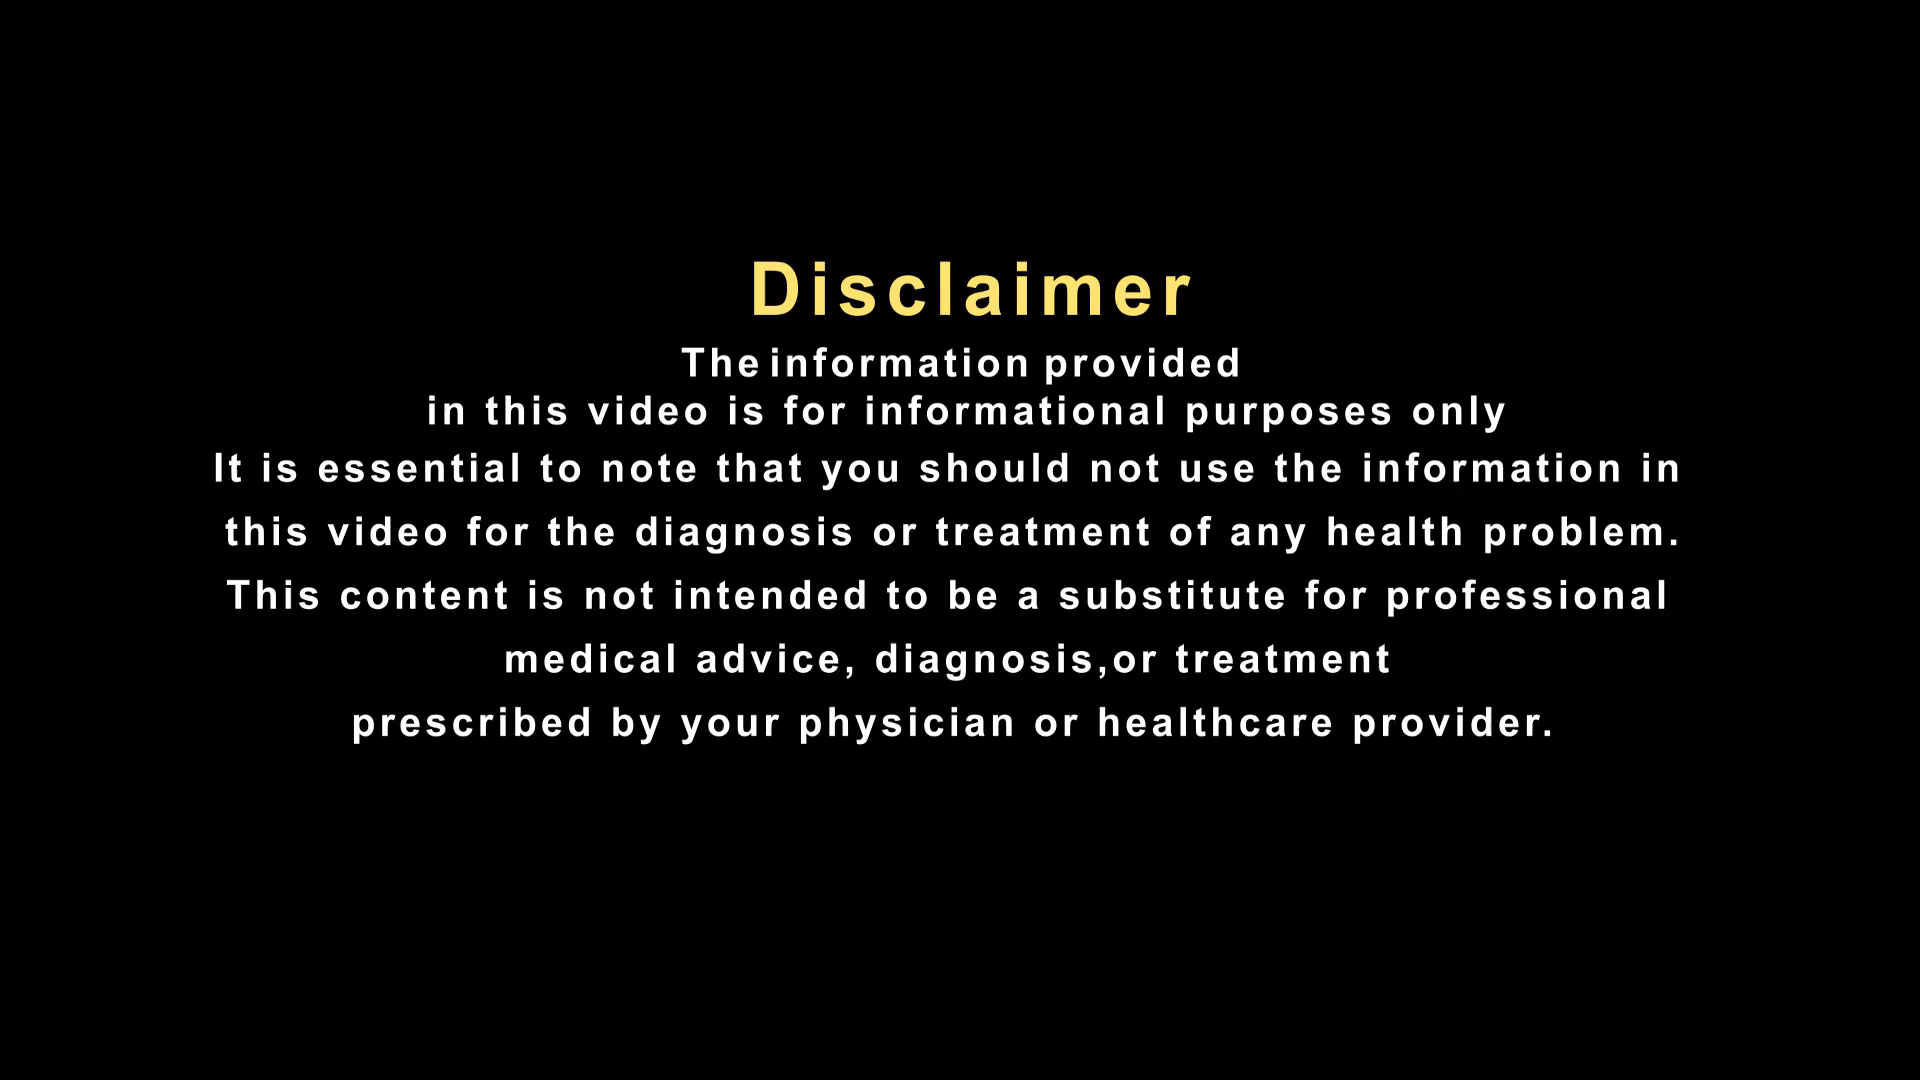 Disclaimer
The information provided
in this video is for informational purposes only
It is essential to note that you should not use the information in
this video for the diagnosis or treatment of any health problem.
This content is not intended to be a substitute for professional
medical advice, diagnosis,or treatment
prescribed by your physician or healthcare provider.